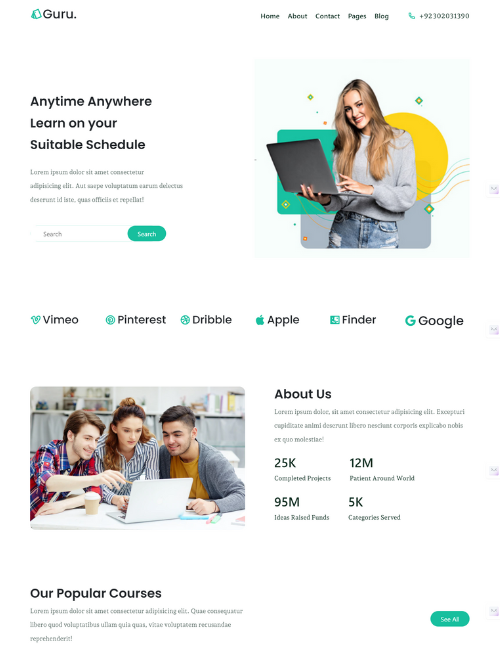 Guru.
Home About Contact Pages Blog +92302031390
Anytime Anywhere
Learn on your
Suitable Schedule
Lorem ipsum dolor sit amet consectetur
adipisicing elit. Aut saepe voluptatum earum delectus
deserunt id iste, quas officiis et repellat!
Search Search
Vimeo Pinterest Dribble Apple Finder Google
About Us
Lorem ipsum dolor, sit amet consectetur adipisicing elit. Excepturi
cupiditate animi deserunt libero nesciunt corporis explicabo nobis
ex quo molestiae!
25K 12M
Completed Projects Patient Around World
95M 5K
Ideas Raised Funds Categories Served
Our Popular Courses
Lorem ipsum dolor sit amet consectetur adipisicing elit. Quae consequatur
libero quod voluptatibus ullam quia quas, vitae voluptatem recusandae
reprehenderit!
See All